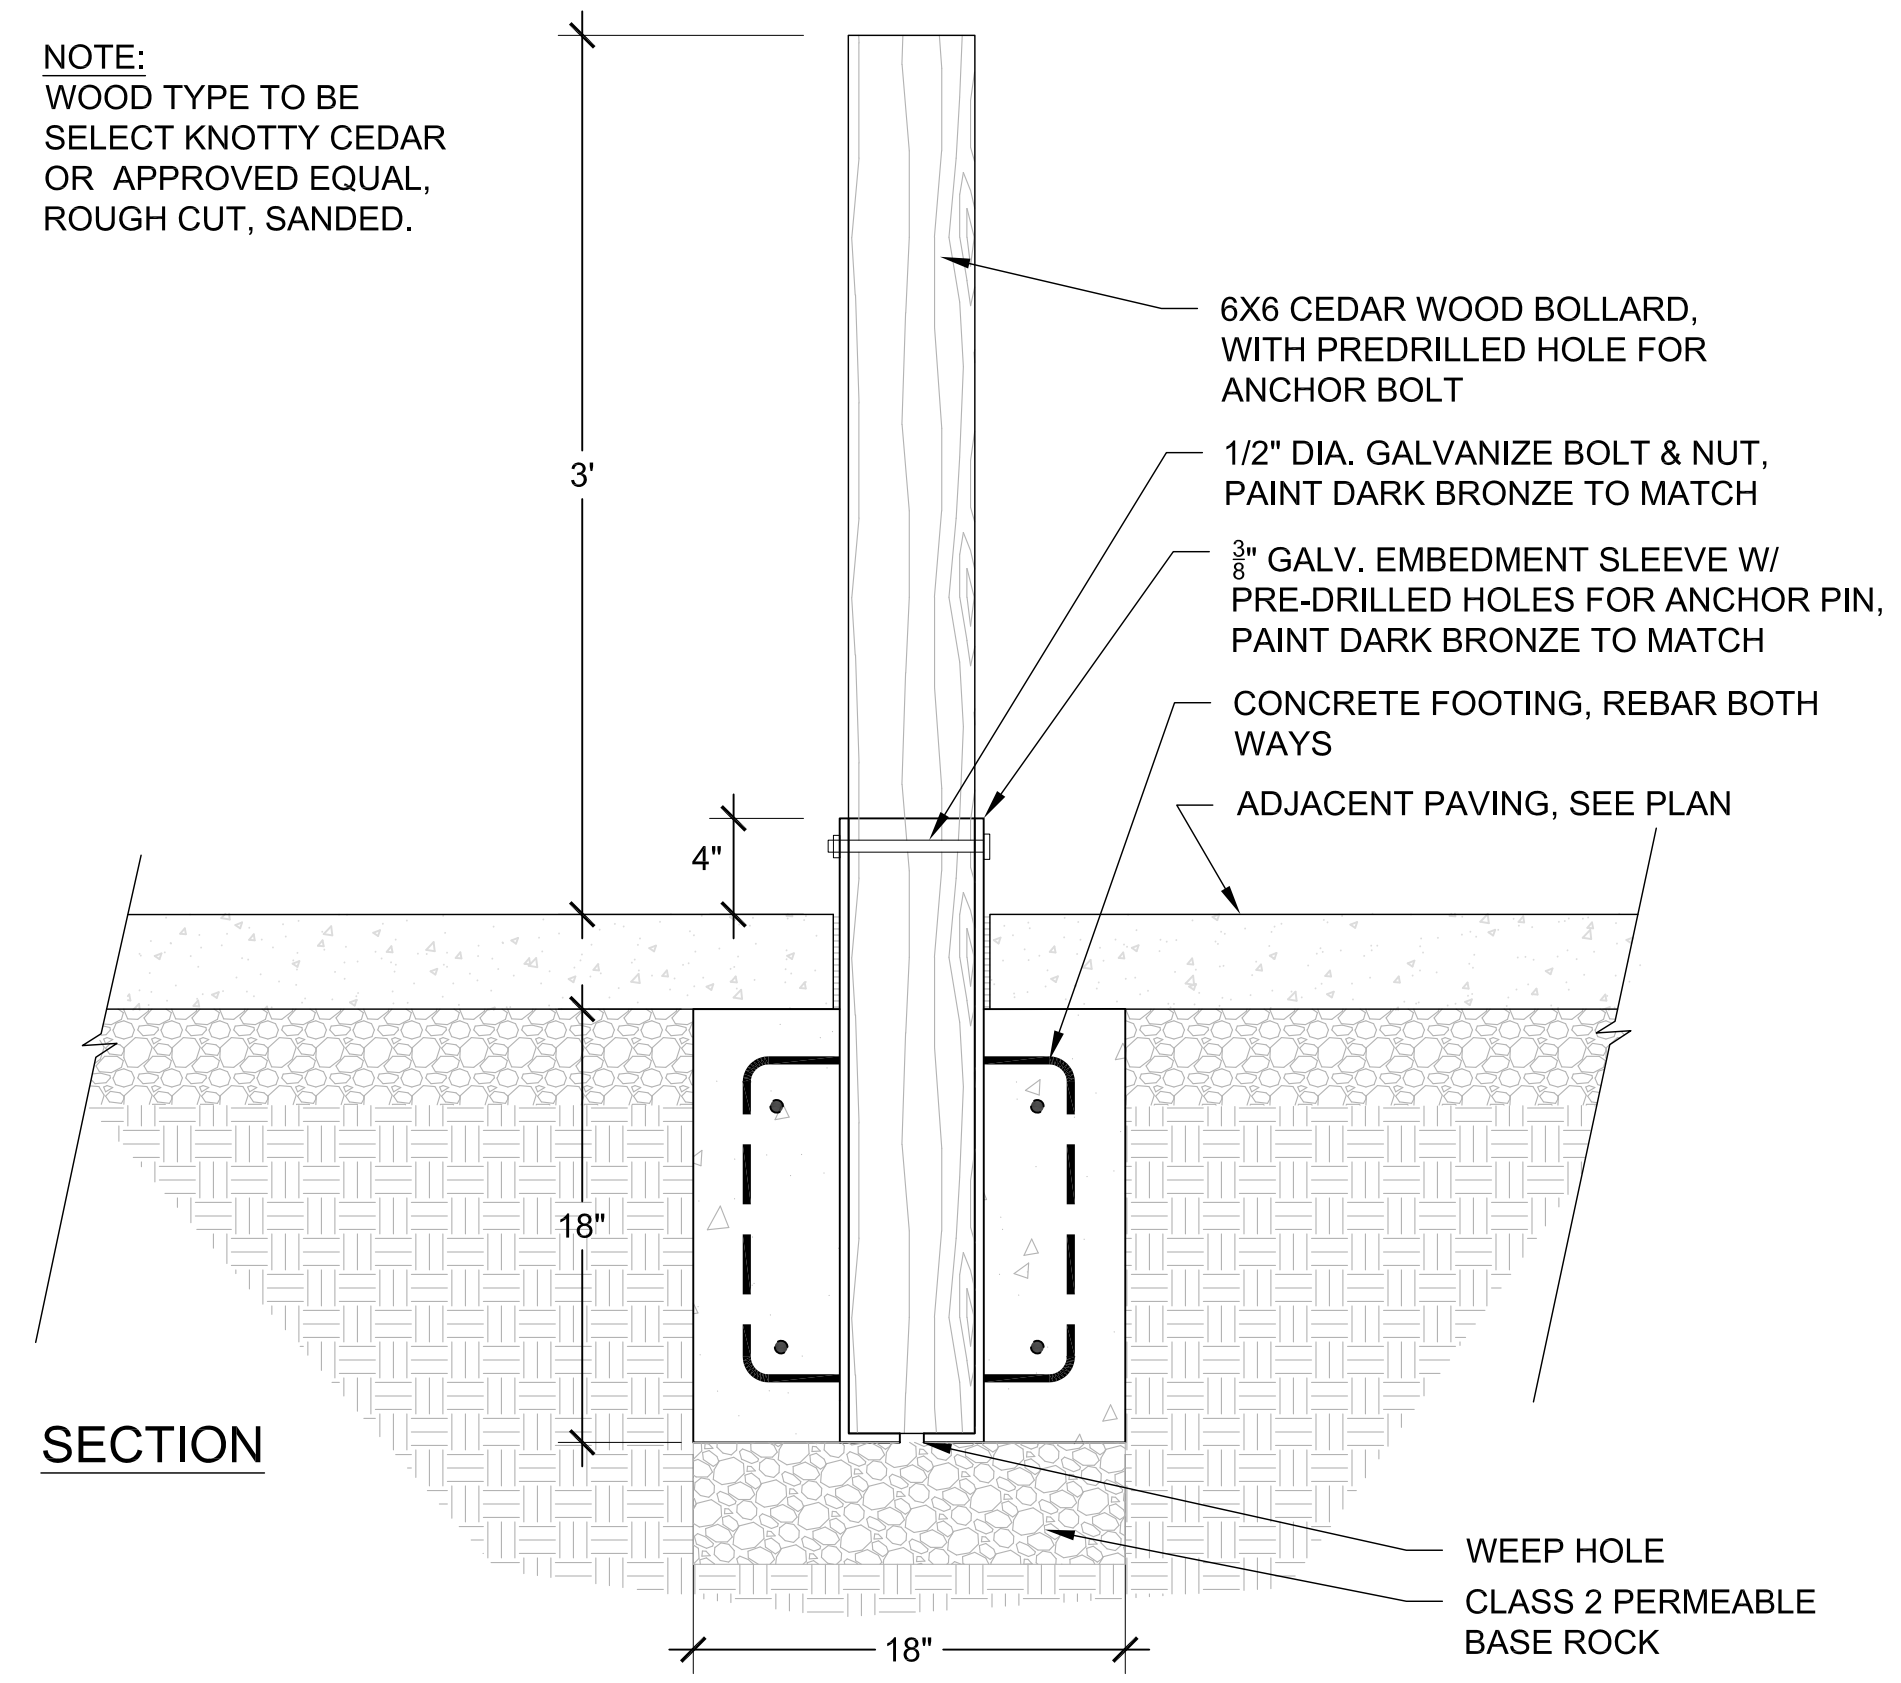 NOTE:
WOOD TYPE TO BE
SELECT KNOTTY CEDAR
OR APPROVED EQUAL,
ROUGH CUT, SANDED.
3'
6X6 CEDAR WOOD BOLLARD,
WITH PREDRILLED HOLE FOR
ANCHOR BOLT
1/2" DIA. GALVANIZE BOLT & NUT,
PAINT DARK BRONZE TO MATCH
3/8" GALV. EMBEDMENT SLEEVE W/
PRE-DRILLED HOLES FOR ANCHOR PIN,
PAINT DARK BRONZE TO MATCH
CONCRETE FOOTING, REBAR BOTH
WAYS
ADJACENT PAVING, SEE PLAN
4"
18"
SECTION
WEEP HOLE
CLASS 2 PERMEABLE
BASE ROCK
18"